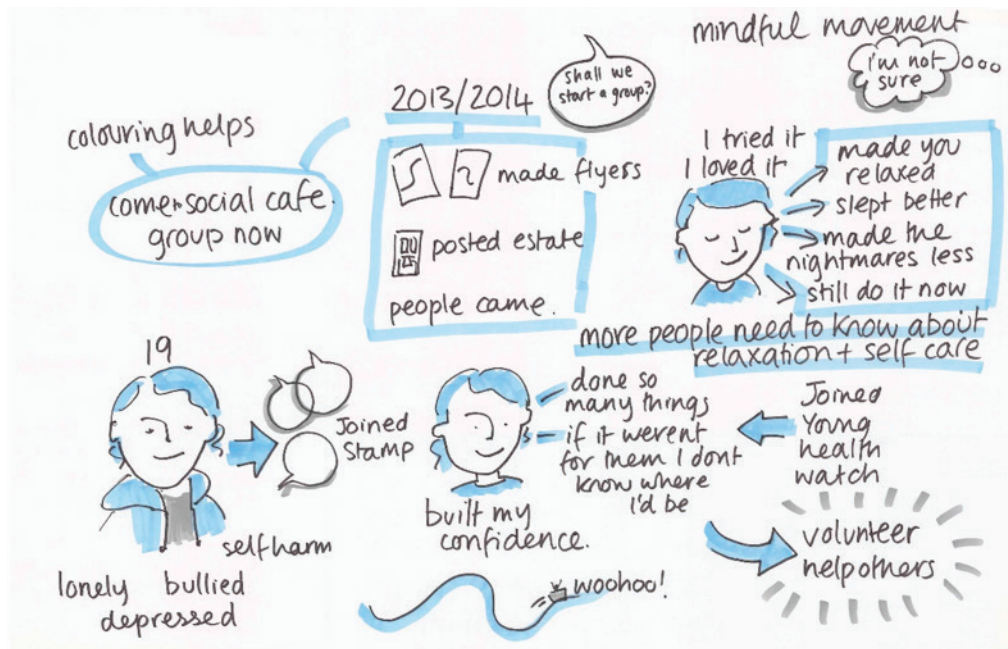 mindful movement
i'm not
sure
shall we
start a group?
2013/2014
colouring helps
come to social cafe
group now
made flyers
posted estate
people came.
I tried it
I loved it
made you
relaxed
slept better
made the
nightmares less
still do it now
more people need to know about
relaxation + self care
19
Joined
Stamp
selfharm
lonely bullied
depressed
built my
confidence.
done so
many things
if it werent
for them I dont
know where
I'd be
Joined
Young
health
watch
volunteer
help others
woohoo!